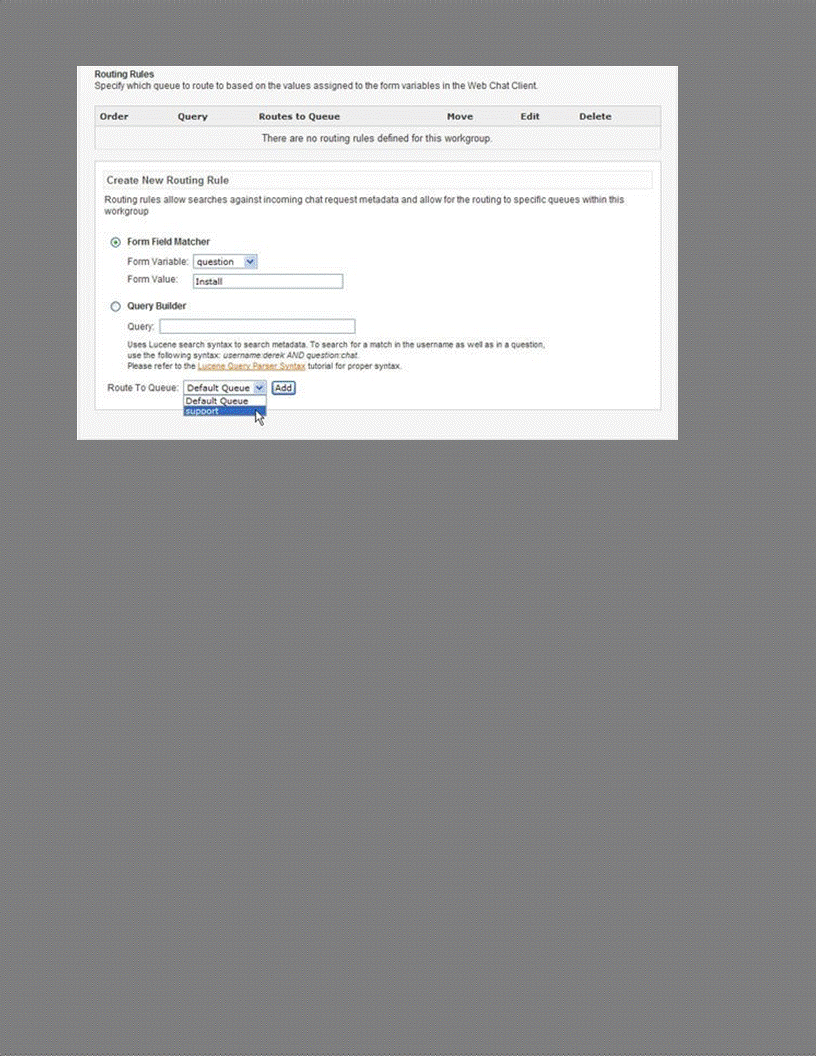 Routing Rules
Specify which queue to route to based on the values assigned to the form variables in the Web Chat Client.
Order Query Routes to Queue Move Edit Delete
There are no routing rules defined for this workgroup.
Create New Routing Rule
Routing rules allow searches against incoming chat request metadata and allow for the routing to specific queues within this
workgroup
Form Field Matcher
Form Variable: question
Form Value: Install
Query Builder
Query:
Uses Lucene search syntax to search metadata. To search for a match in the username as well as in a question,
use the following syntax: username:derek AND question:chat.
Please refer to the Lucene Query Parser Syntax tutorial for proper syntax.
Route To Queue: Default Queue Add
Default Queue
support